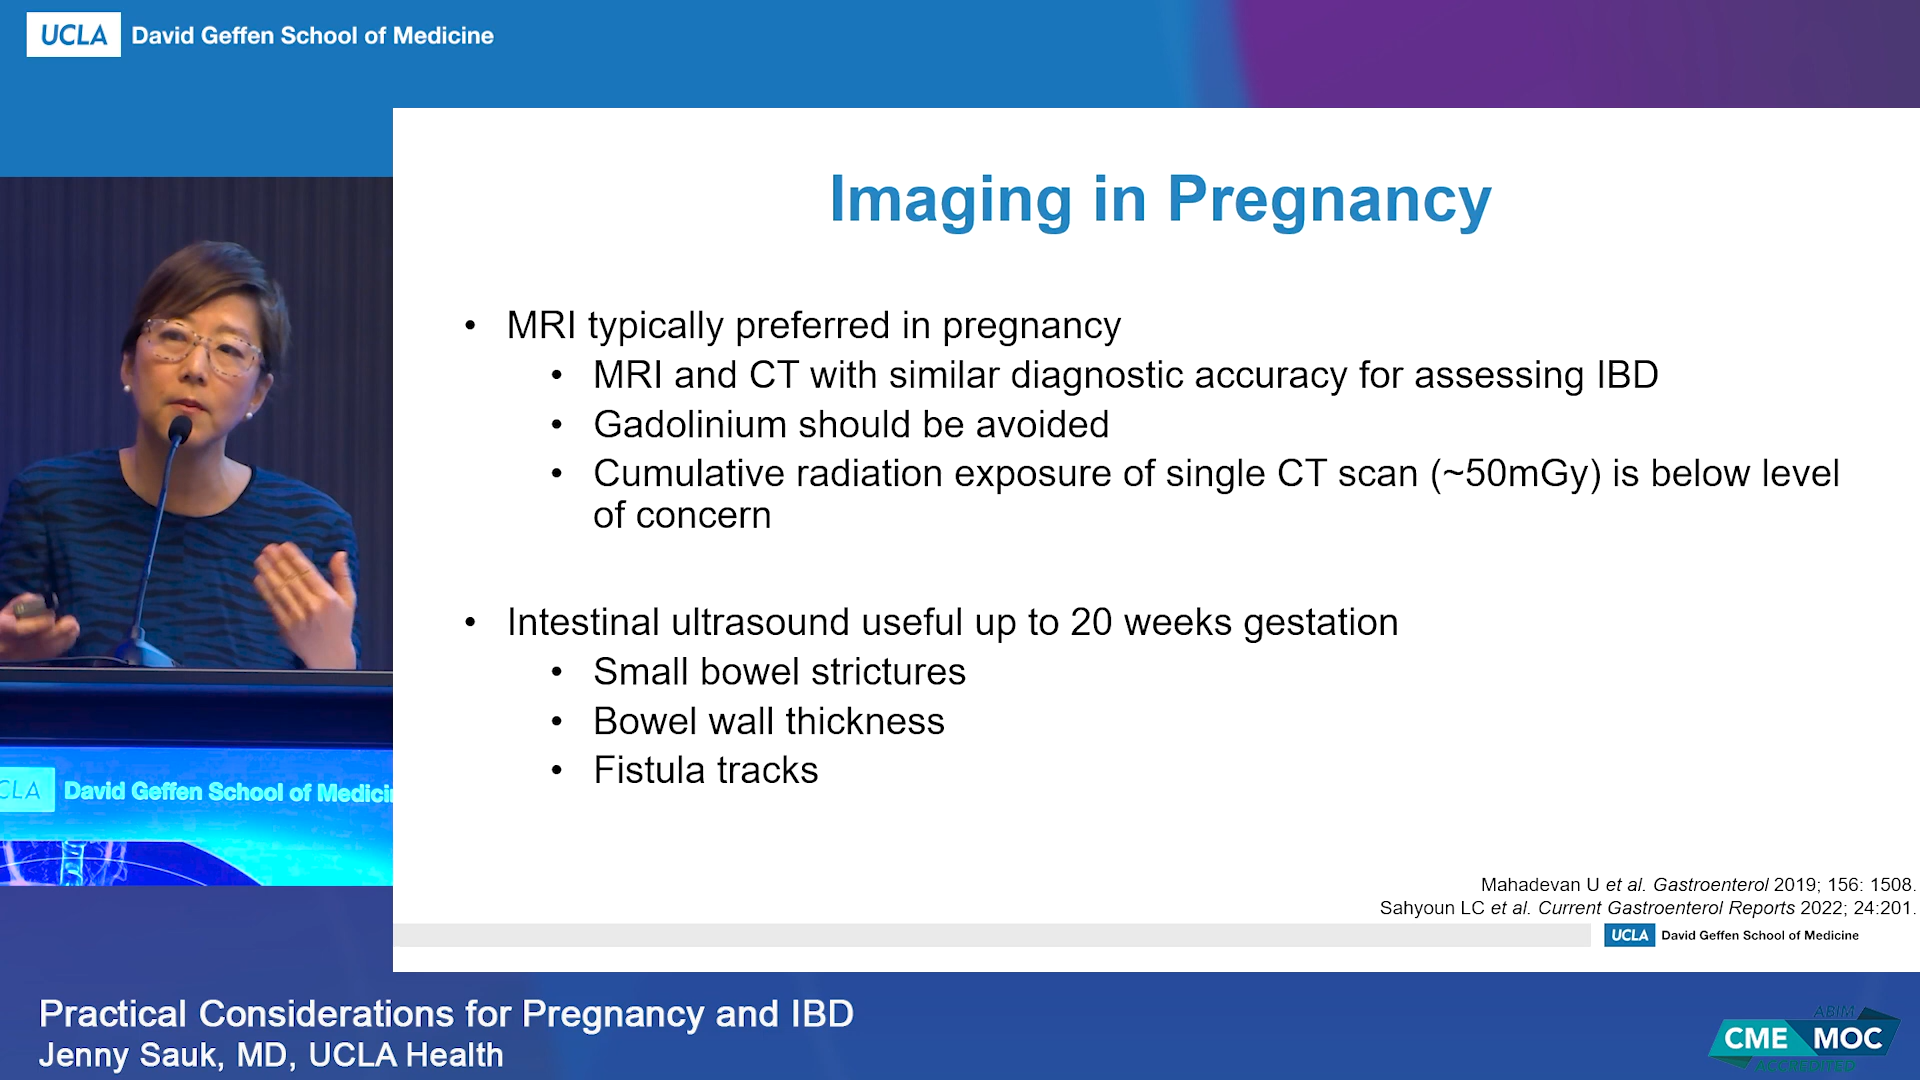 UCLA David Geffen School of Medicine
Imaging in Pregnancy
• MRI typically preferred in pregnancy
• MRI and CT with similar diagnostic accuracy for assessing IBD
• Gadolinium should be avoided
• Cumulative radiation exposure of single CT scan (~50mGy) is below level
of concern
• Intestinal ultrasound useful up to 20 weeks gestation
• Small bowel strictures
• Bowel wall thickness
• Fistula tracks
Mahadevan U et al. Gastroenterol 2019; 156: 1508.
Sahyoun LC et al. Current Gastroenterol Reports 2022; 24:201.
UCLA David Geffen School of Medicine
CLA David Geffen School of Medici
Practical Considerations for Pregnancy and IBD
Jenny Sauk, MD, UCLA Health
ABIM
CME MOC
ACCREDITED